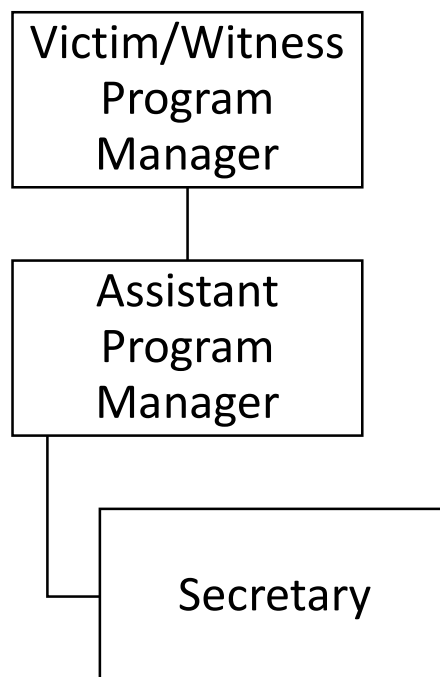 Victim/Witness
Program
Manager
Assistant
Program
Manager
Secretary